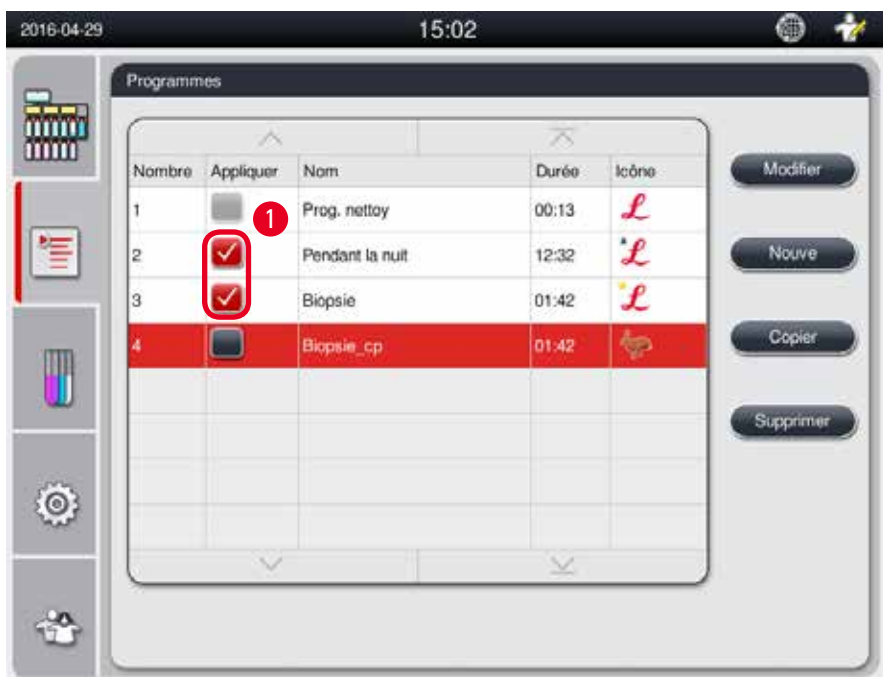 2016-04-29 15:02
Programmes
Nombre Appliquer Nom Durée Icône
1 Prog. nettoy 00:13 L
2 Pendant la nuit 12:32 L
3 Biopsie 01:42 L
4 Biopsie_cp 01:42
1
Modifier
Nouve
Copier
Supprimer